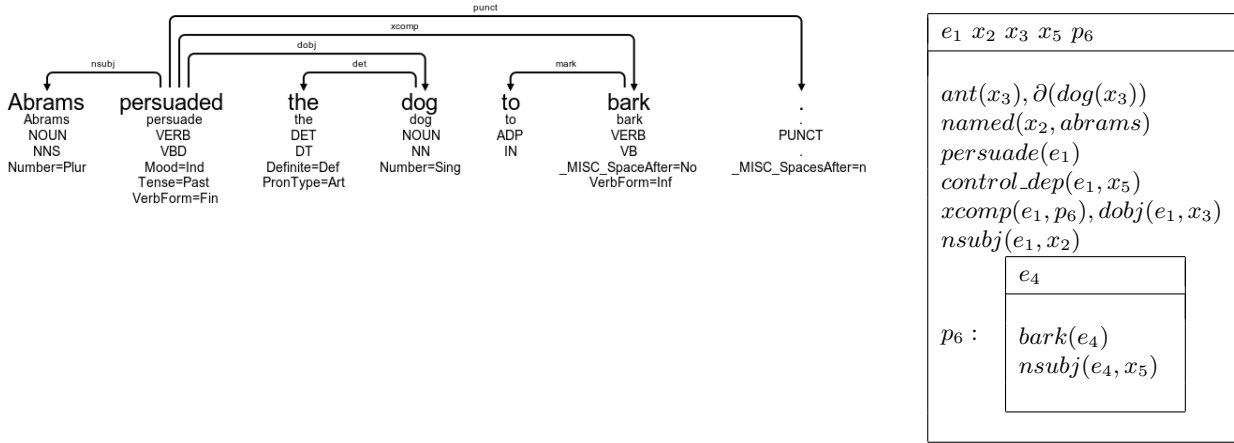 punct
xcomp
dobj
nsubj det mark
Abrams persuaded the dog to bark .
Abrams persuade the dog to bark .
NOUN VERB DET NOUN ADP VERB PUNCT
NNS VBD DT NN IN VB .
Number=Plur Mood=Ind Definite=Def Number=Sing _MISC_SpaceAfter=No _MISC_SpacesAfter=n
Tense=Past PronType=Art VerbForm=Inf
VerbForm=Fin
e₁ x₂ x₃ x₅ p₆
ant(x₃), ∂(dog(x₃))
named(x₂, abrams)
persuade(e₁)
control_dep(e₁, x₅)
xcomp(e₁, p₆), dobj(e₁, x₃)
nsubj(e₁, x₂)
e₄
p₆ : bark(e₄)
nsubj(e₄, x₅)